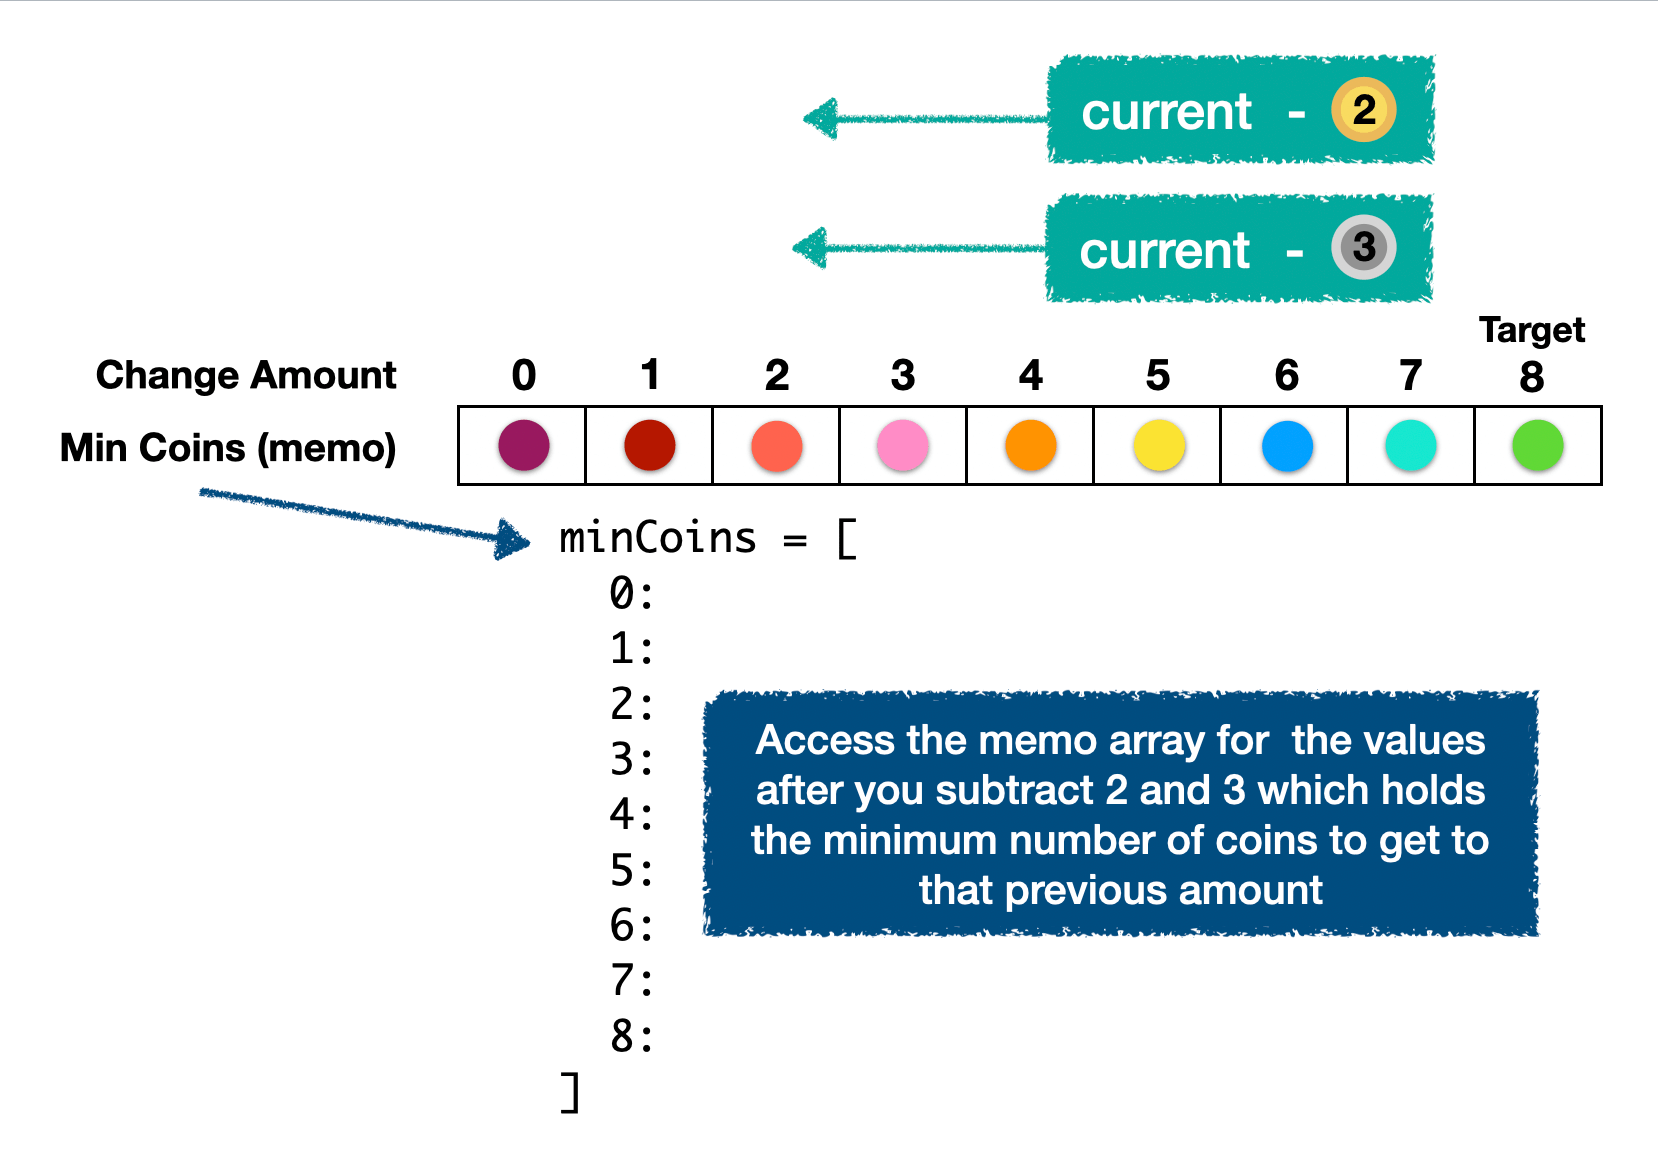 current - 2
current - 3
Target
Change Amount 0 1 2 3 4 5 6 7 8
Min Coins (memo)
minCoins = [
0:
1:
2:
3:
4:
5:
6:
7:
8:
]
Access the memo array for the values
after you subtract 2 and 3 which holds
the minimum number of coins to get to
that previous amount